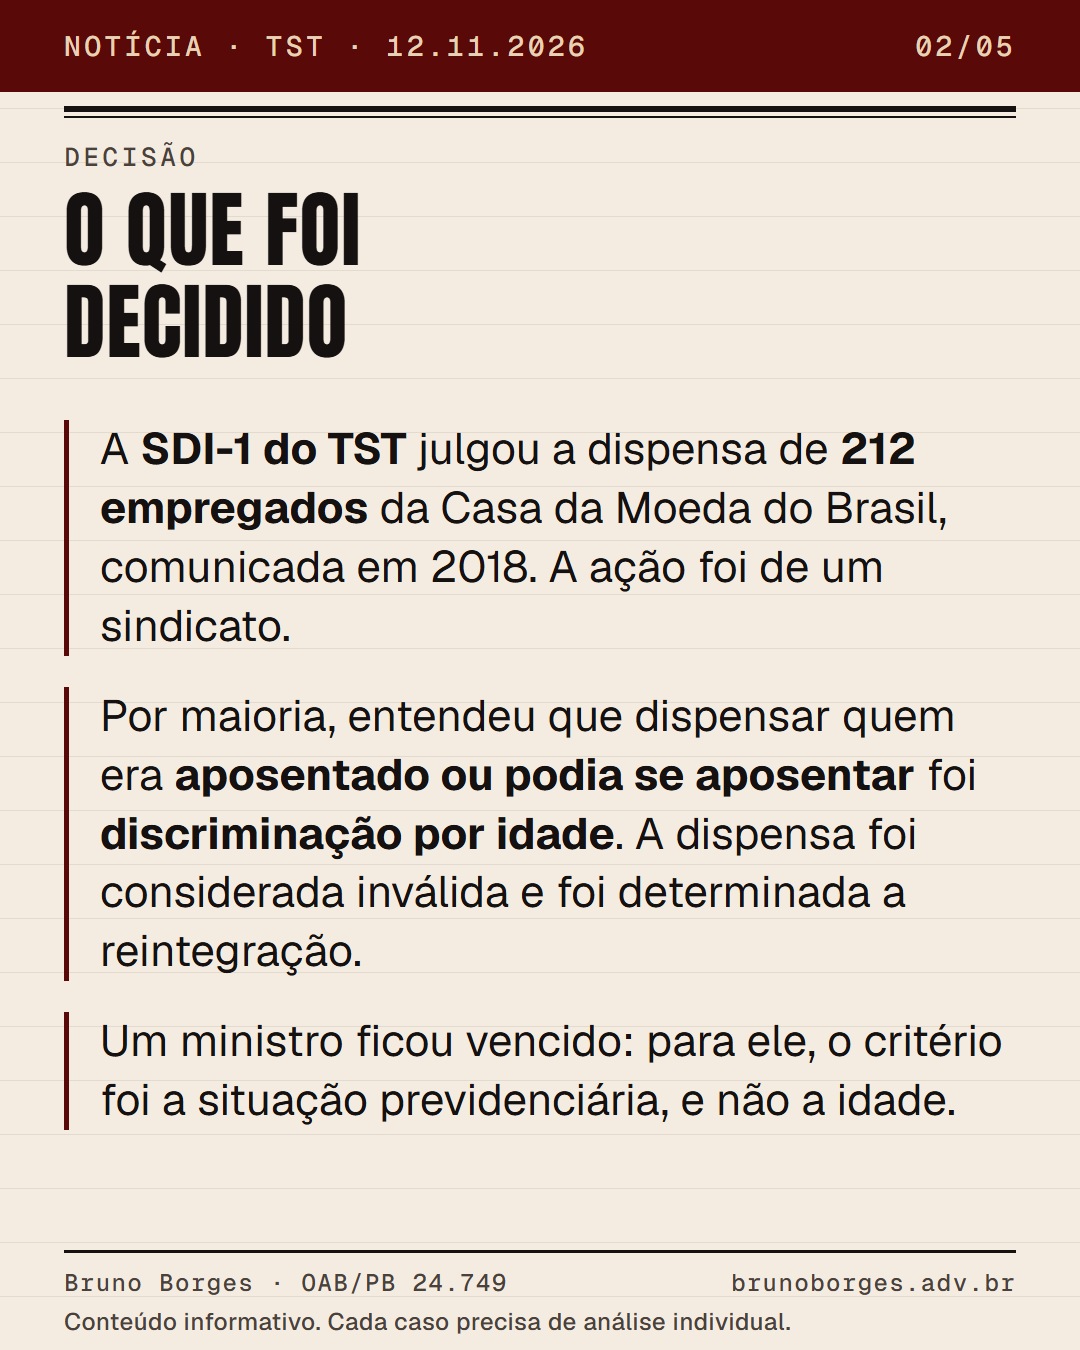 NOTÍCIA · TST · 12.11.2026 02/05
DECISÃO
O QUE FOI
DECIDIDO
A SDI-1 do TST julgou a dispensa de 212
empregados da Casa da Moeda do Brasil,
comunicada em 2018. A ação foi de um
sindicato.
Por maioria, entendeu que dispensar quem
era aposentado ou podia se aposentar foi
discriminação por idade. A dispensa foi
considerada inválida e foi determinada a
reintegração.
Um ministro ficou vencido: para ele, o critério
foi a situação previdenciária, e não a idade.
Bruno Borges · OAB/PB 24.749 brunoborges.adv.br
Conteúdo informativo. Cada caso precisa de análise individual.